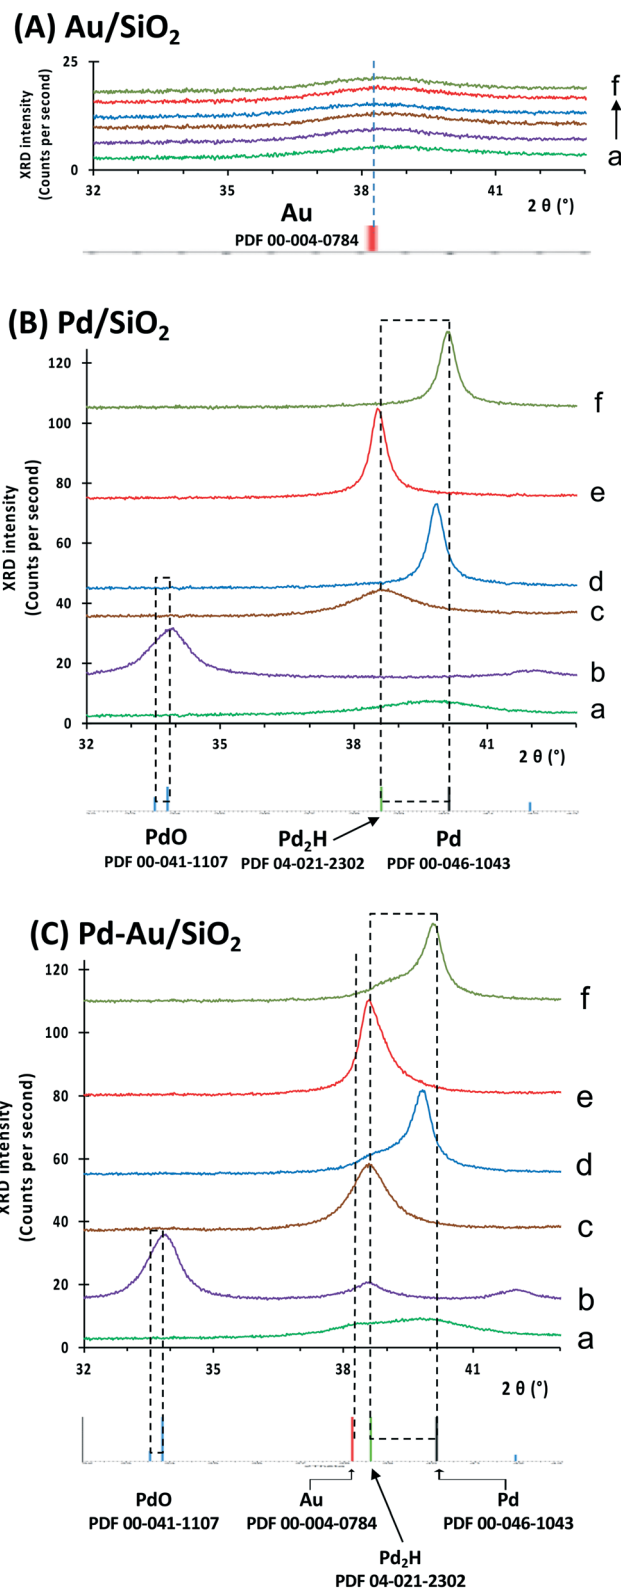 (A) Au/SiO₂
XRD intensity
(Counts per second)
25
0
32
35
38
41
2 θ (°)
f
a
Au
PDF 00-004-0784
(B) Pd/SiO₂
XRD intensity
(Counts per second)
120
100
80
60
40
20
0
f
e
d
c
b
a
32
35
38
41
2 θ (°)
PdO
PDF 00-041-1107
Pd₂H
PDF 04-021-2302
Pd
PDF 00-046-1043
(C) Pd-Au/SiO₂
XRD intensity
(Counts per second)
120
100
80
60
40
20
0
f
e
d
c
b
a
32
35
38
41
2 θ (°)
PdO
PDF 00-041-1107
Au
PDF 00-004-0784
Pd
PDF 00-046-1043
Pd₂H
PDF 04-021-2302